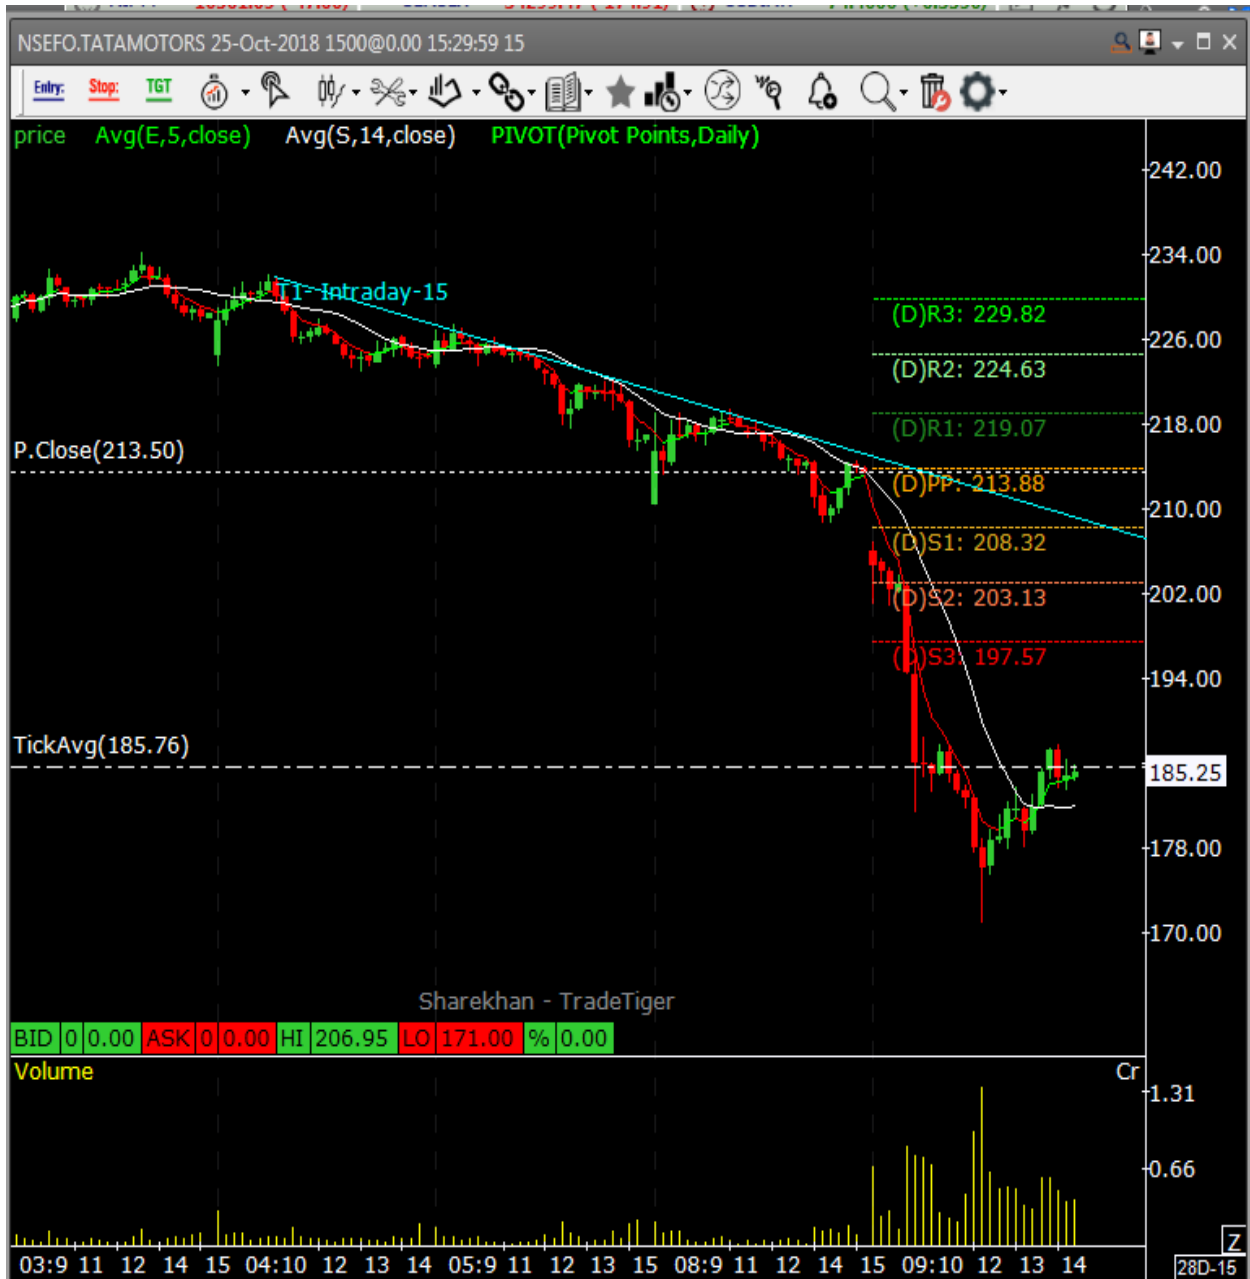 NSEFO.TATAMOTORS 25-Oct-2018 1500@0.00 15:29:59 15
Entry: Stop: TGT
price Avg(E,5,close) Avg(S,14,close) PIVOT(Pivot Points,Daily)
242.00
234.00
T1-Intraday-15
(D)R3: 229.82
226.00
(D)R2: 224.63
218.00
(D)R1: 219.07
P.Close(213.50)
(D)PP: 213.88
210.00
(D)S1: 208.32
202.00
(D)S2: 203.13
(D)S3: 197.57
194.00
TickAvg(185.76)
185.25
178.00
170.00
Sharekhan - TradeTiger
BID 0 0.00 ASK 0 0.00 HI 206.95 LO 171.00 % 0.00
Volume Cr
1.31
0.66
Z
03:9 11 12 14 15 04:10 12 13 14 05:9 11 12 13 15 08:9 11 12 14 15 09:10 12 13 14
28D-15